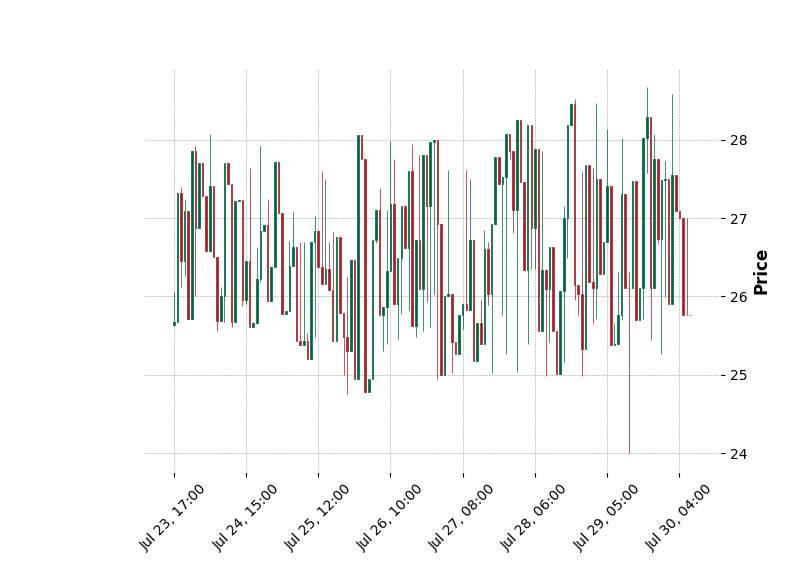 28
27
26
25
24
Price
Jul 23, 17:00
Jul 24, 15:00
Jul 25, 12:00
Jul 26, 10:00
Jul 27, 08:00
Jul 28, 06:00
Jul 29, 05:00
Jul 30, 04:00